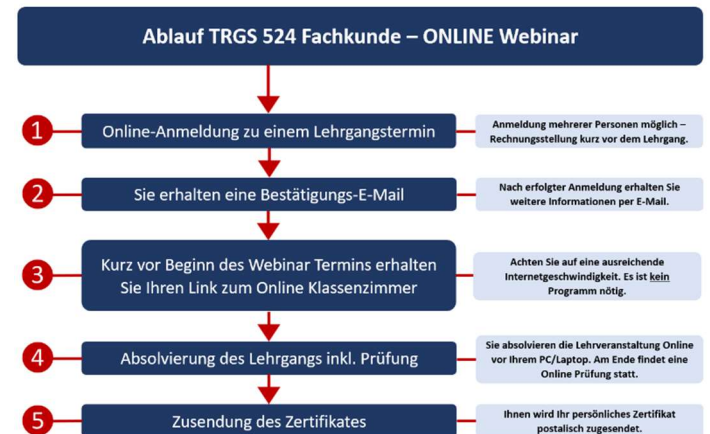 Ablauf TRGS 524 Fachkunde – ONLINE Webinar
1
Online-Anmeldung zu einem Lehrgangstermin
Anmeldung mehrerer Personen möglich –
Rechnungsstellung kurz vor dem Lehrgang.
2
Sie erhalten eine Bestätigungs-E-Mail
Nach erfolgter Anmeldung erhalten Sie
weitere Informationen per E-Mail.
3
Kurz vor Beginn des Webinar Termins erhalten
Sie Ihren Link zum Online Klassenzimmer
Achten Sie auf eine ausreichende
Internetgeschwindigkeit. Es ist kein
Programm nötig.
4
Absolvierung des Lehrgangs inkl. Prüfung
Sie absolvieren die Lehrveranstaltung Online
vor Ihrem PC/Laptop. Am Ende findet eine
Online Prüfung statt.
5
Zusendung des Zertifikates
Ihnen wird Ihr persönliches Zertifikat
postalisch zugesendet.